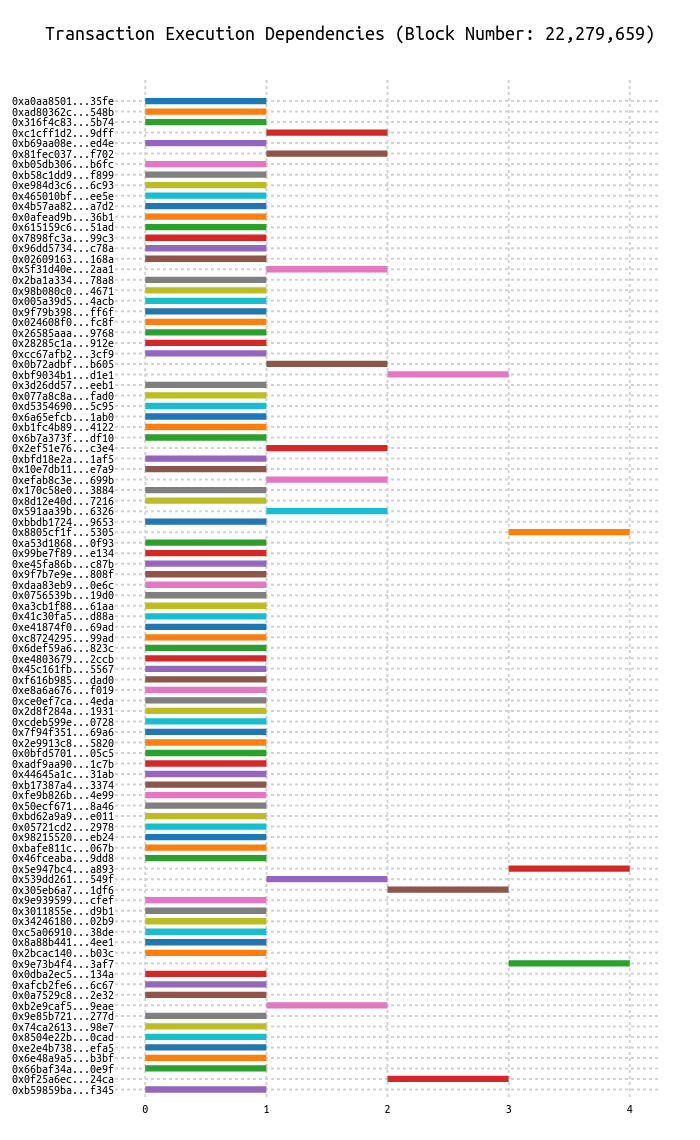 Transaction Execution Dependencies (Block Number: 22,279,659)
0xa0aa8501...35fe
0xad80362c...548b
0x316f4c83...5b74
0xc1cff1d2...9dff
0xb69aa08e...ed4e
0x81fec037...f702
0xb05db306...b6fc
0xb58c1dd9...f899
0xe984d3c6...6c93
0x465010bf...ee5e
0x4b57aa82...a7d2
0x0afead9b...36b1
0x615159c6...51ad
0x7898fc3a...99c3
0x96dd5734...c78a
0x02609163...168a
0x5f31d40e...2aa1
0x2ba1a334...78a8
0x98b080c0...4671
0x005a39d5...4acb
0x9f79b398...ff6f
0x024608f0...fc8f
0x26585aaa...9768
0x28285c1a...912e
0xcc67afb2...3cf9
0x0b72adbf...b605
0xbf9034b1...d1e1
0x3d26dd57...eeb1
0x077a8c8a...fad0
0xd5354690...5c95
0x6a65efcb...1ab0
0xb1fc4b89...4122
0x6b7a373f...df10
0x2ef51e76...c3e4
0xbfd18e2a...1af5
0x10e7db11...e7a9
0xefab8c3e...699b
0x170c58e0...3884
0x8d12e40d...7216
0x591aa39b...6326
0xbbdb1724...9653
0x8805cf1f...5305
0xa53d1868...0f93
0x99be7f89...e134
0xe45fa86b...c87b
0x9f7b7e9e...808f
0xdaa83eb9...0e6c
0x0756539b...19d0
0xa3cb1f88...61aa
0x41c30fa5...d88a
0xe41874f0...69ad
0xc8724295...99ad
0x6def59a6...823c
0xe4803679...2ccb
0x45c161fb...5567
0xf616b985...dad0
0xe8a6a676...f019
0xce0ef7ca...4eda
0x2d8f284a...1931
0xcdeb599e...0728
0x7f94f351...69a6
0x2e9913c8...5820
0x0bfd5701...05c5
0xadf9aa90...1c7b
0x44645a1c...31ab
0xb17387a4...3374
0xfe9b826b...4e99
0x50ecf671...8a46
0xbd62a9a9...e011
0x05721cd2...2978
0x98215520...eb24
0xbafe811c...067b
0x46fceaba...9dd8
0x5e947bc4...a893
0x539dd261...549f
0x305eb6a7...1df6
0x9e939599...cfef
0x3011855e...d9b1
0x34246180...02b9
0xc5a06910...38de
0x8a88b441...4ee1
0x2bcac140...b03c
0x9e73b4f4...3af7
0x0dba2ec5...134a
0xafcb2fe6...6c67
0x0a7529c8...2e32
0xb2e9caf5...9eae
0x9e85b721...277d
0x74ca2613...98e7
0x8504e22b...0cad
0xe2e4b738...efa5
0x6e48a9a5...b3bf
0x66baf34a...0e9f
0x0f25a6ec...24ca
0xb59859ba...f345
0 1 2 3 4